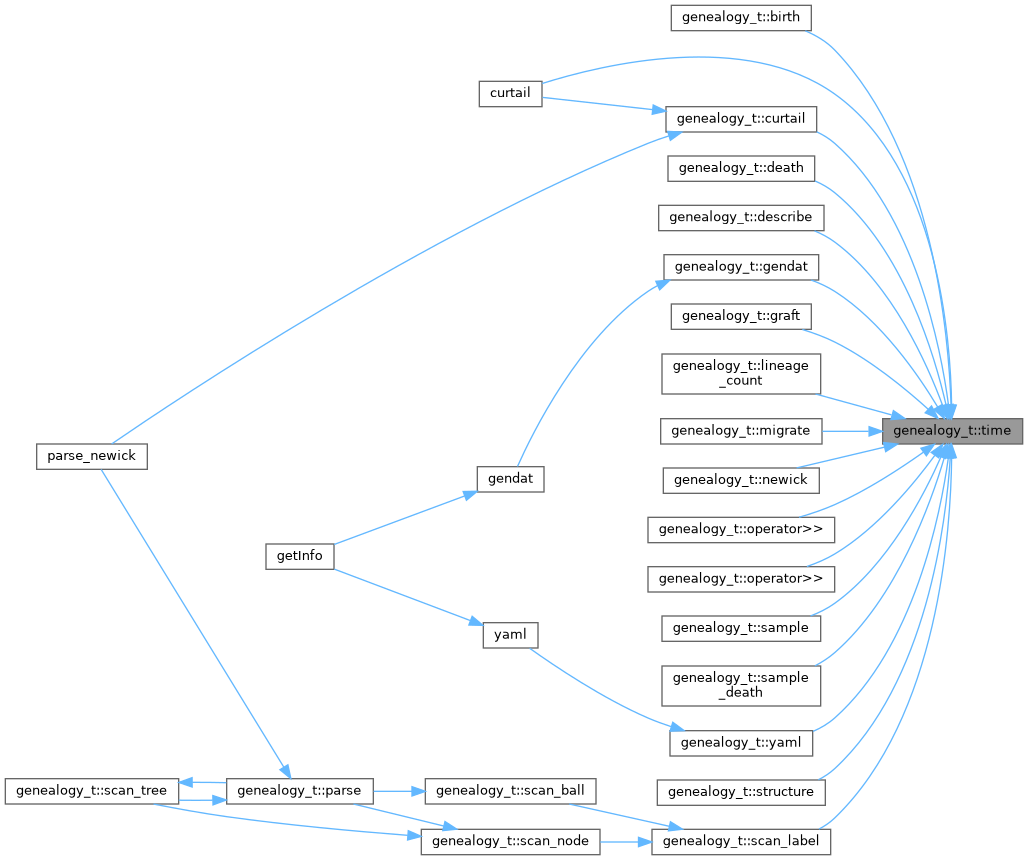 genealogy_t::birth
curtail
genealogy_t::curtail
genealogy_t::death
genealogy_t::describe
genealogy_t::gendat
genealogy_t::graft
genealogy_t::lineage
_count
genealogy_t::time
genealogy_t::migrate
parse_newick
gendat
genealogy_t::newick
genealogy_t::operator>>
getInfo
genealogy_t::operator>>
yaml
genealogy_t::sample
genealogy_t::sample
_death
genealogy_t::yaml
genealogy_t::scan_tree
genealogy_t::parse
genealogy_t::scan_ball
genealogy_t::structure
genealogy_t::scan_node
genealogy_t::scan_label